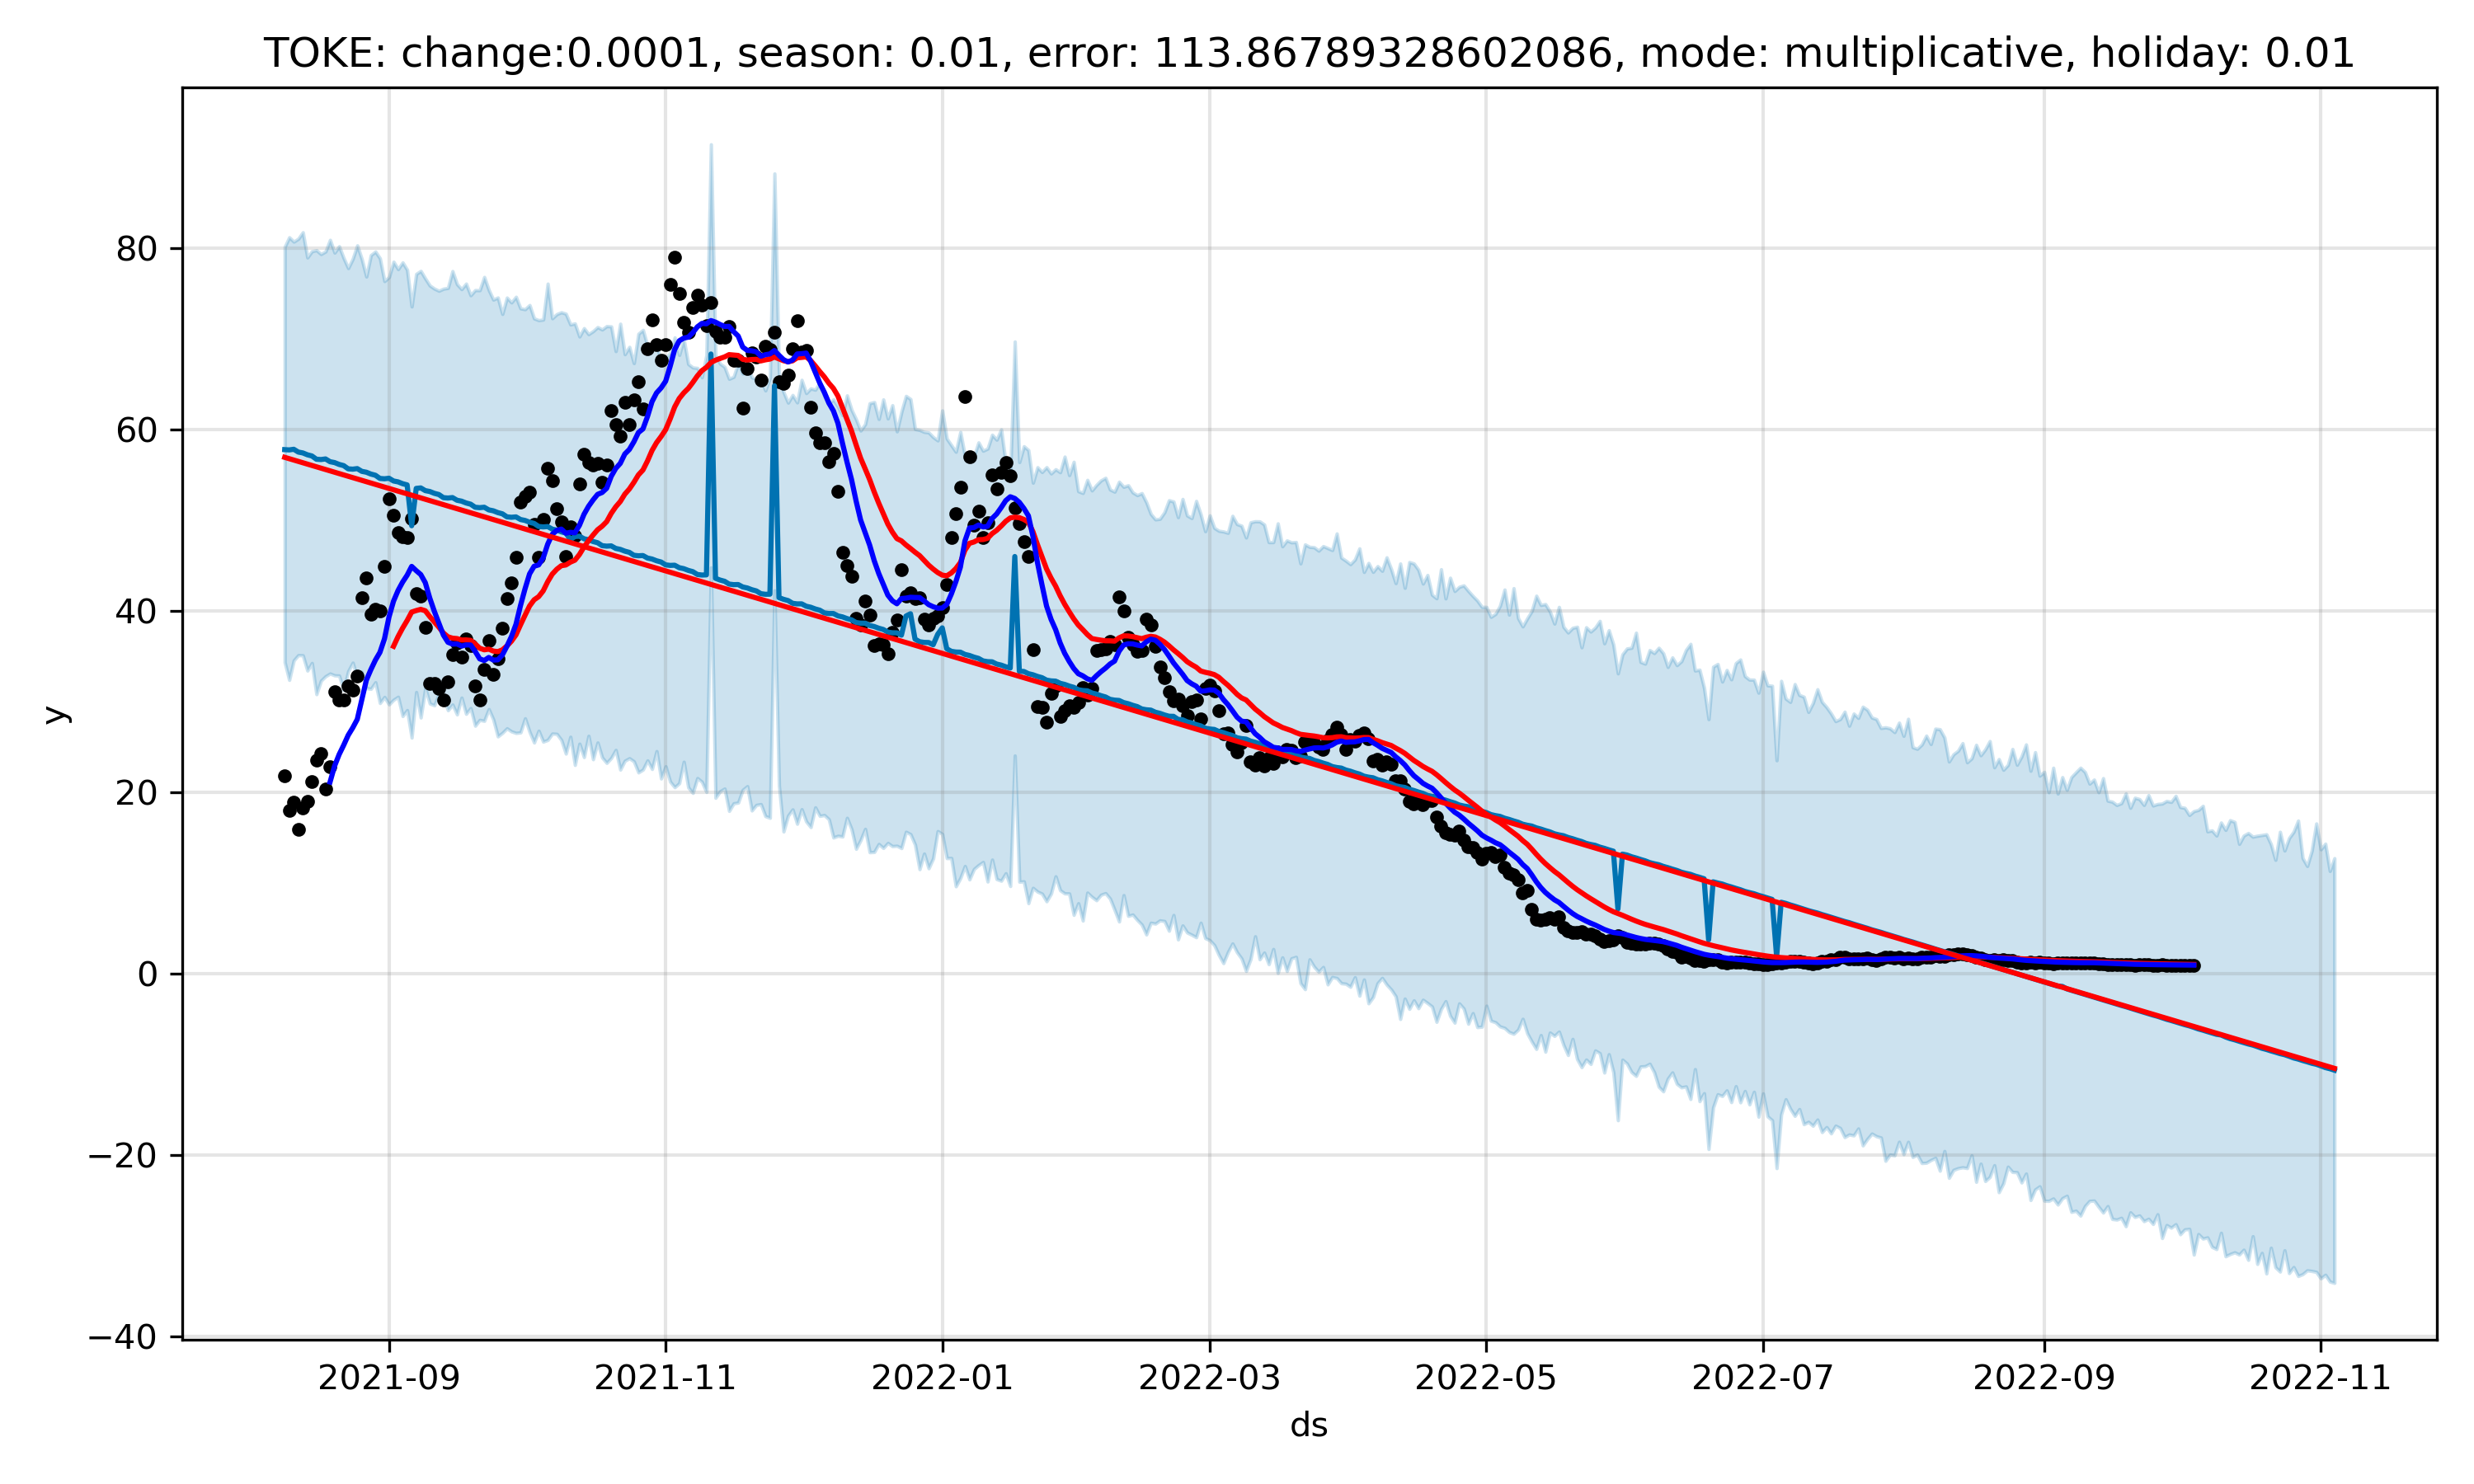 TOKE: change:0.0001, season: 0.01, error: 113.86789328602086, mode: multiplicative, holiday: 0.01
80
60
40
20
0
−20
−40
y
2021-09 2021-11 2022-01 2022-03 2022-05 2022-07 2022-09 2022-11
ds